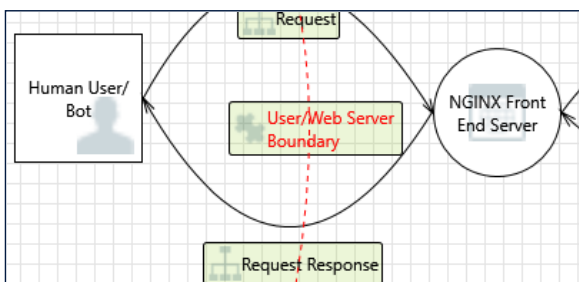 Request
Human User/
Bot
User/Web Server
Boundary
NGINX Front
End Server
Request Response